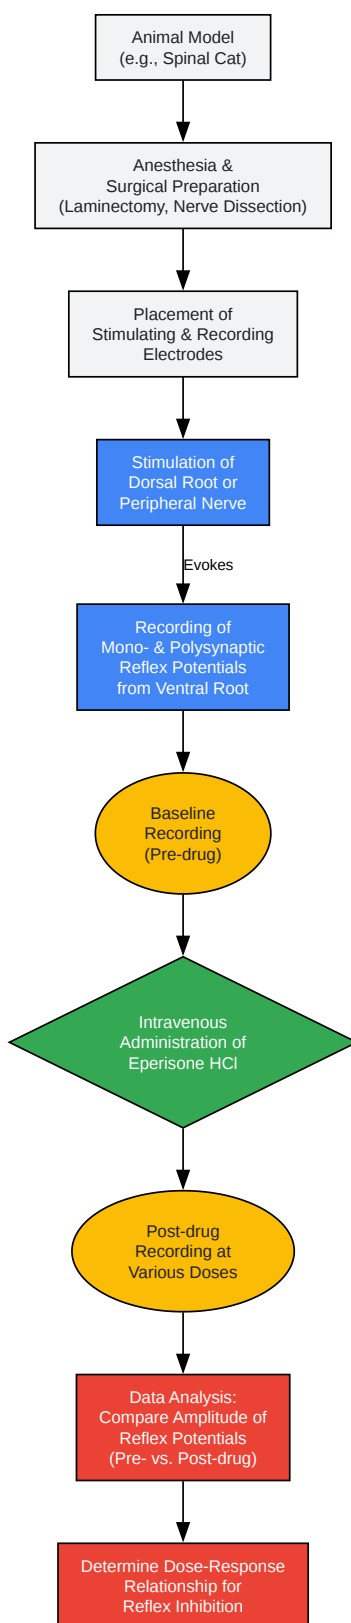 Animal Model
(e.g., Spinal Cat)
Anesthesia &
Surgical Preparation
(Laminectomy, Nerve Dissection)
Placement of
Stimulating & Recording
Electrodes
Stimulation of
Dorsal Root or
Peripheral Nerve
Evokes
Recording of
Mono- & Polysynaptic
Reflex Potentials
from Ventral Root
Baseline
Recording
(Pre-drug)
Intravenous
Administration of
Eperisone HCl
Post-drug
Recording at
Various Doses
Data Analysis:
Compare Amplitude of
Reflex Potentials
(Pre- vs. Post-drug)
Determine Dose-Response
Relationship for
Reflex Inhibition